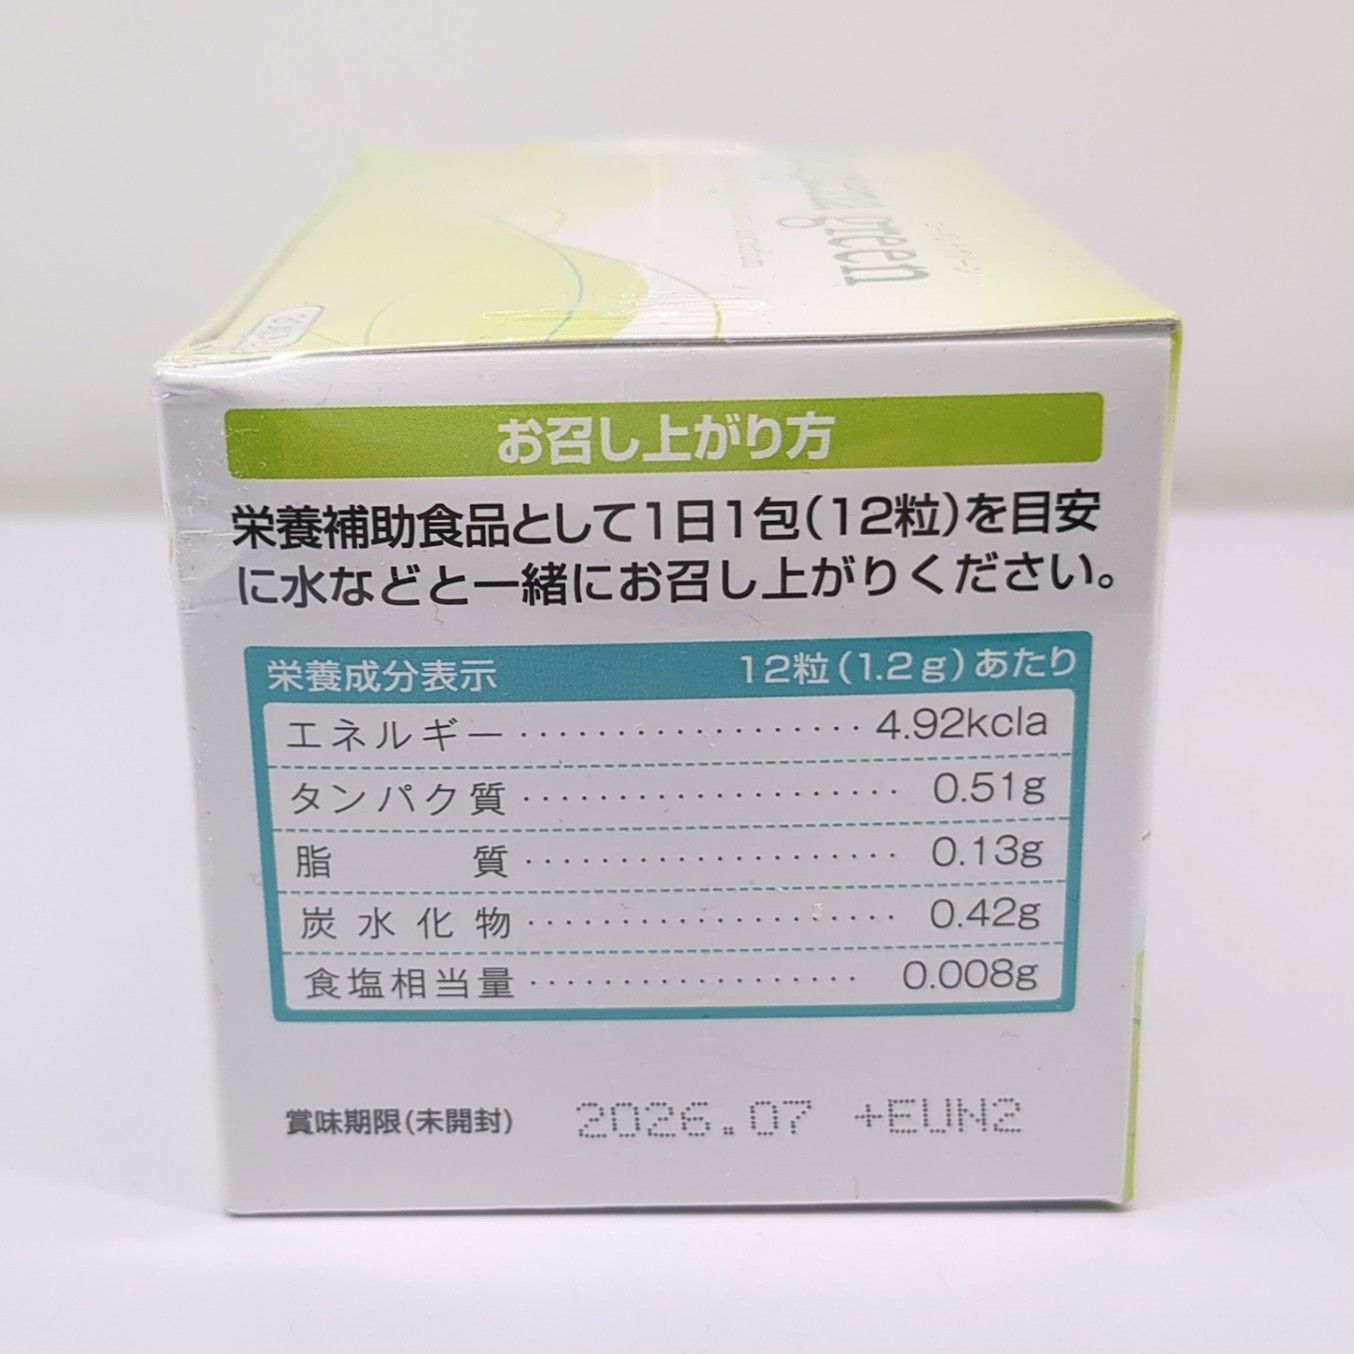 green
お召し上がり方
栄養補助食品として1日1包(12粒)を目安
に水などと一緒にお召し上がりください。
栄養成分表示 12粒(1.2g)あたり
エネルギー 4.92kcla
タンパク質 0.51g
脂質 0.13g
炭水化物 0.42g
食塩相当量 0.008g
賞味期限(未開封) 2026.07 +EUN2